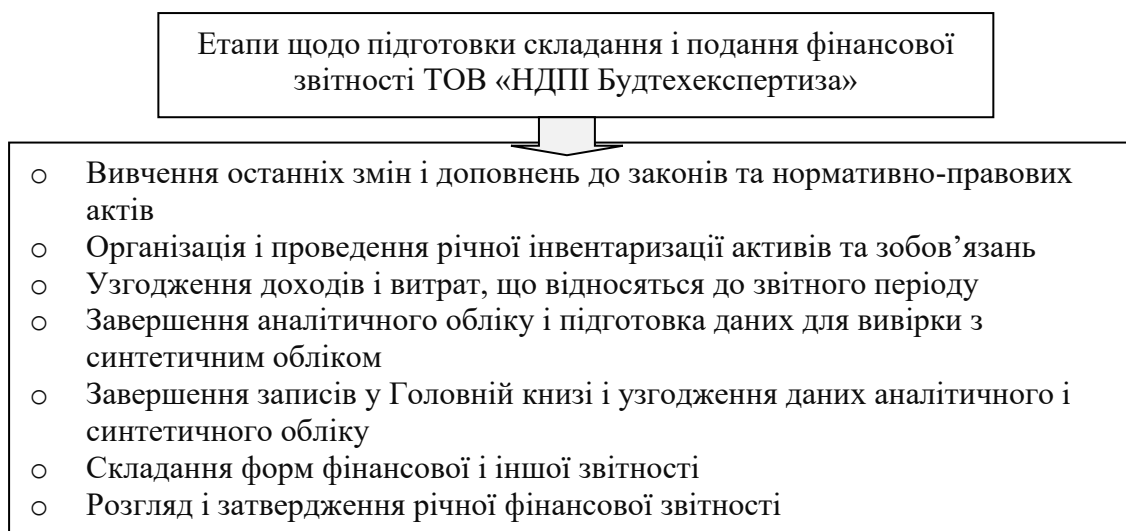 Етапи щодо підготовки складання і подання фінансової
звітності ТОВ «НДПІ Будтехекспертиза»
o Вивчення останніх змін і доповнень до законів та нормативно-правових
актів
o Організація і проведення річної інвентаризації активів та зобов’язань
o Узгодження доходів і витрат, що відносяться до звітного періоду
o Завершення аналітичного обліку і підготовка даних для вивірки з
синтетичним обліком
o Завершення записів у Головній книзі і узгодження даних аналітичного і
синтетичного обліку
o Складання форм фінансової і іншої звітності
o Розгляд і затвердження річної фінансової звітності